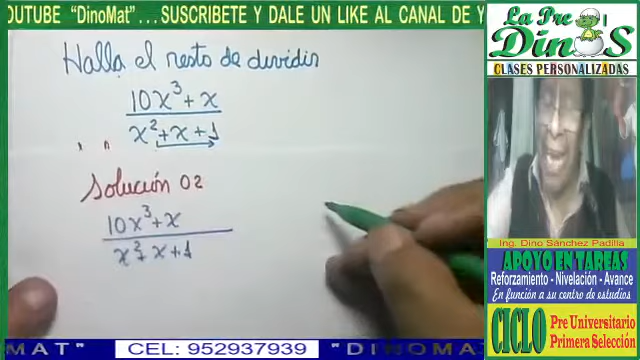 OUTUBE "DinoMat"...SUSCRIBETE Y DALE UN LIKE AL CANAL DE Y
La Pre
DinoS
CLASES PERSONALIZADAS
Halla el resto de dividir
10x³+x
x²+x+1
Solución 02
10x³+x
x²+x+1
Ing. Dino Sánchez Padilla
APOYO EN TAREAS
Reforzamiento - Nivelación - Avance
En función a su centro de estudios
CICLO Pre Universitario
Primera Selección
MAT" CEL: 952937939 "DINOMAT